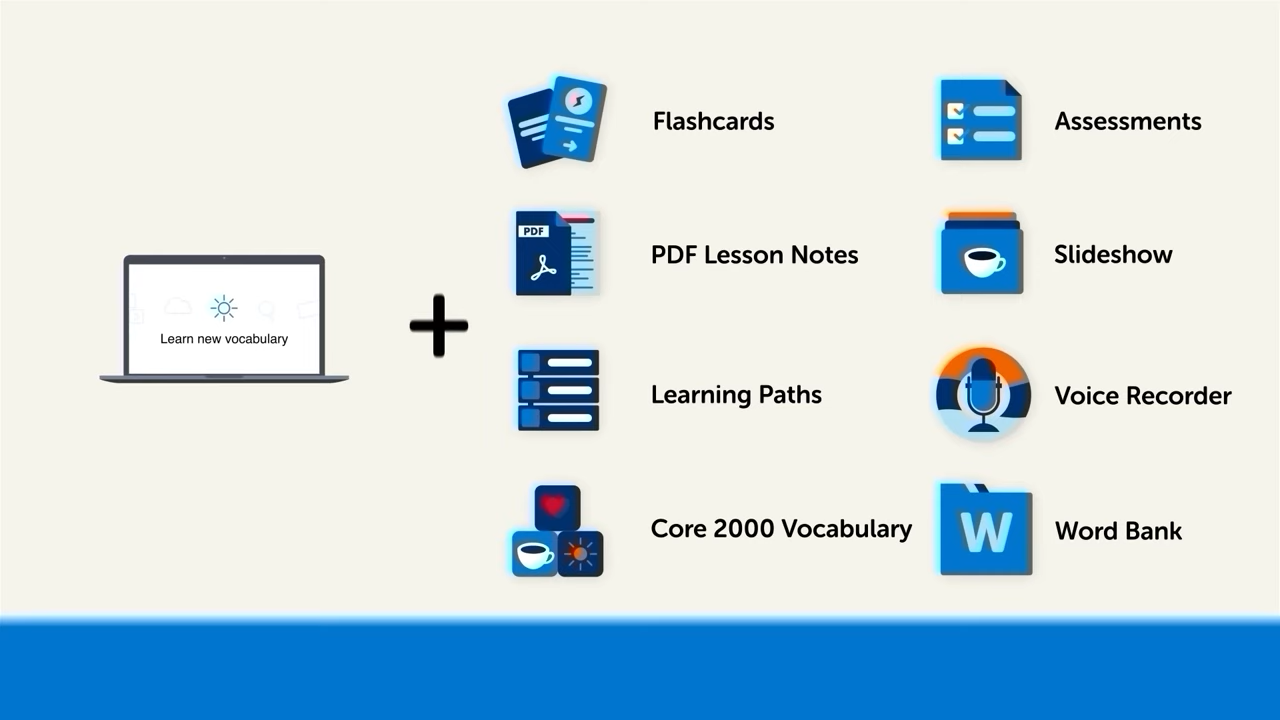 Learn new vocabulary
Flashcards
PDF
PDF Lesson Notes
Learning Paths
Core 2000 Vocabulary
Assessments
Slideshow
Voice Recorder
W
Word Bank